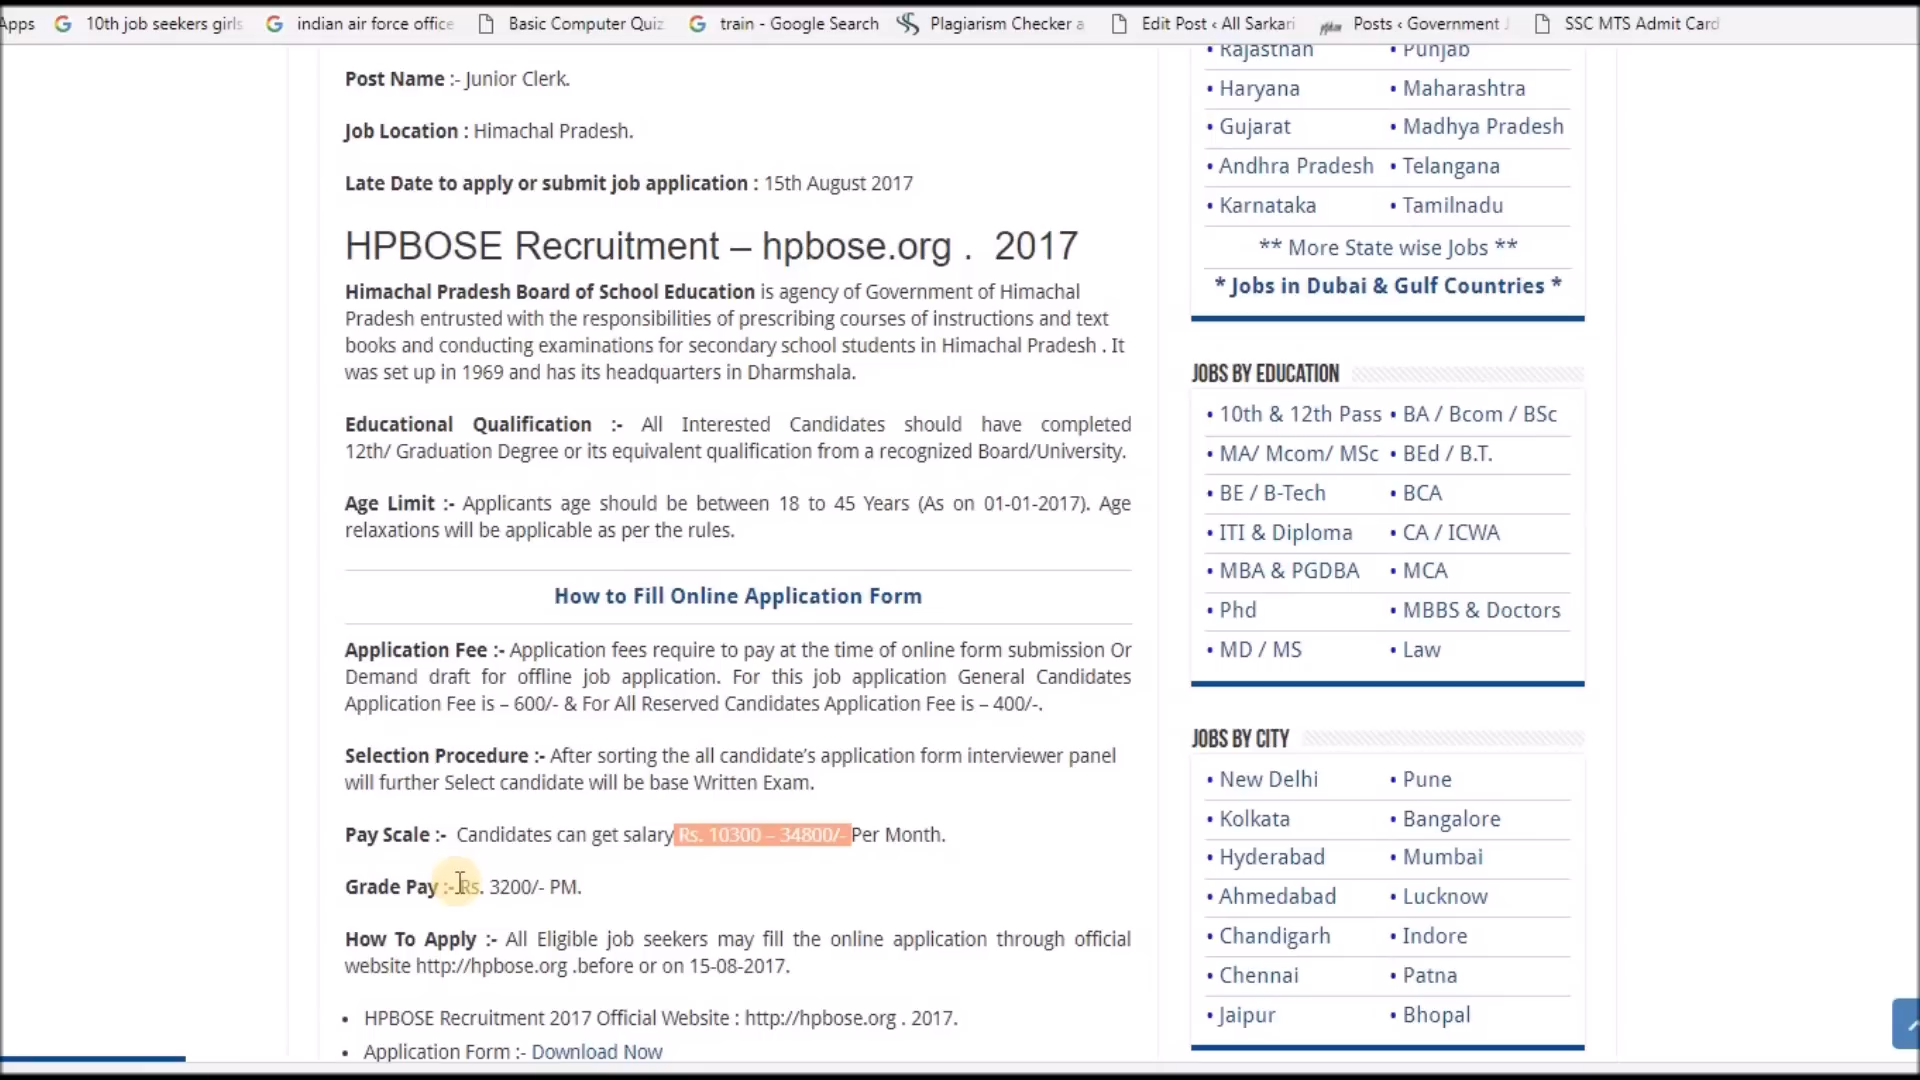 Apps 10th job seekers girls indian air force office Basic Computer Quiz train - Google Search Plagiarism Checker a Edit Post ‹ All Sarkari Posts ‹ Government J SSC MTS Admit Card
Post Name :- Junior Clerk.
Job Location : Himachal Pradesh.
Late Date to apply or submit job application : 15th August 2017
HPBOSE Recruitment – hpbose.org . 2017
Himachal Pradesh Board of School Education is agency of Government of Himachal
Pradesh entrusted with the responsibilities of prescribing courses of instructions and text
books and conducting examinations for secondary school students in Himachal Pradesh . It
was set up in 1969 and has its headquarters in Dharmshala.
Educational Qualification :- All Interested Candidates should have completed
12th/ Graduation Degree or its equivalent qualification from a recognized Board/University.
Age Limit :- Applicants age should be between 18 to 45 Years (As on 01-01-2017). Age
relaxations will be applicable as per the rules.
How to Fill Online Application Form
Application Fee :- Application fees require to pay at the time of online form submission Or
Demand draft for offline job application. For this job application General Candidates
Application Fee is – 600/- & For All Reserved Candidates Application Fee is – 400/-.
Selection Procedure :- After sorting the all candidate’s application form interviewer panel
will further Select candidate will be base Written Exam.
Pay Scale :- Candidates can get salary Rs. 10300 – 34800/- Per Month.
Grade Pay :- Rs. 3200/- PM.
How To Apply :- All Eligible job seekers may fill the online application through official
website http://hpbose.org .before or on 15-08-2017.
• HPBOSE Recruitment 2017 Official Website : http://hpbose.org . 2017.
• Application Form :- Download Now
• Rajasthan • Punjab
• Haryana • Maharashtra
• Gujarat • Madhya Pradesh
• Andhra Pradesh • Telangana
• Karnataka • Tamilnadu
** More State wise Jobs **
* Jobs in Dubai & Gulf Countries *
JOBS BY EDUCATION
• 10th & 12th Pass • BA / Bcom / BSc
• MA/ Mcom/ MSc • BEd / B.T.
• BE / B-Tech • BCA
• ITI & Diploma • CA / ICWA
• MBA & PGDBA • MCA
• Phd • MBBS & Doctors
• MD / MS • Law
JOBS BY CITY
• New Delhi • Pune
• Kolkata • Bangalore
• Hyderabad • Mumbai
• Ahmedabad • Lucknow
• Chandigarh • Indore
• Chennai • Patna
• Jaipur • Bhopal